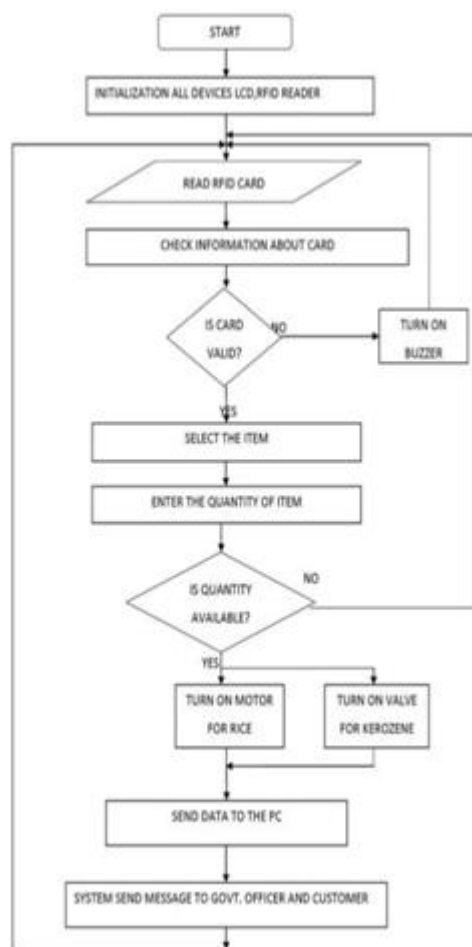 START
INITIALIZATION ALL DEVICES LCD,RFID READER
READ RFID CARD
CHECK INFORMATION ABOUT CARD
IS CARD
VALID?
NO
TURN ON
BUZZER
YES
SELECT THE ITEM
ENTER THE QUANTITY OF ITEM
IS QUANTITY
AVAILABLE?
NO
YES
TURN ON MOTOR
FOR RICE
TURN ON VALVE
FOR KEROZENE
SEND DATA TO THE PC
SYSTEM SEND MESSAGE TO GOVT. OFFICER AND CUSTOMER